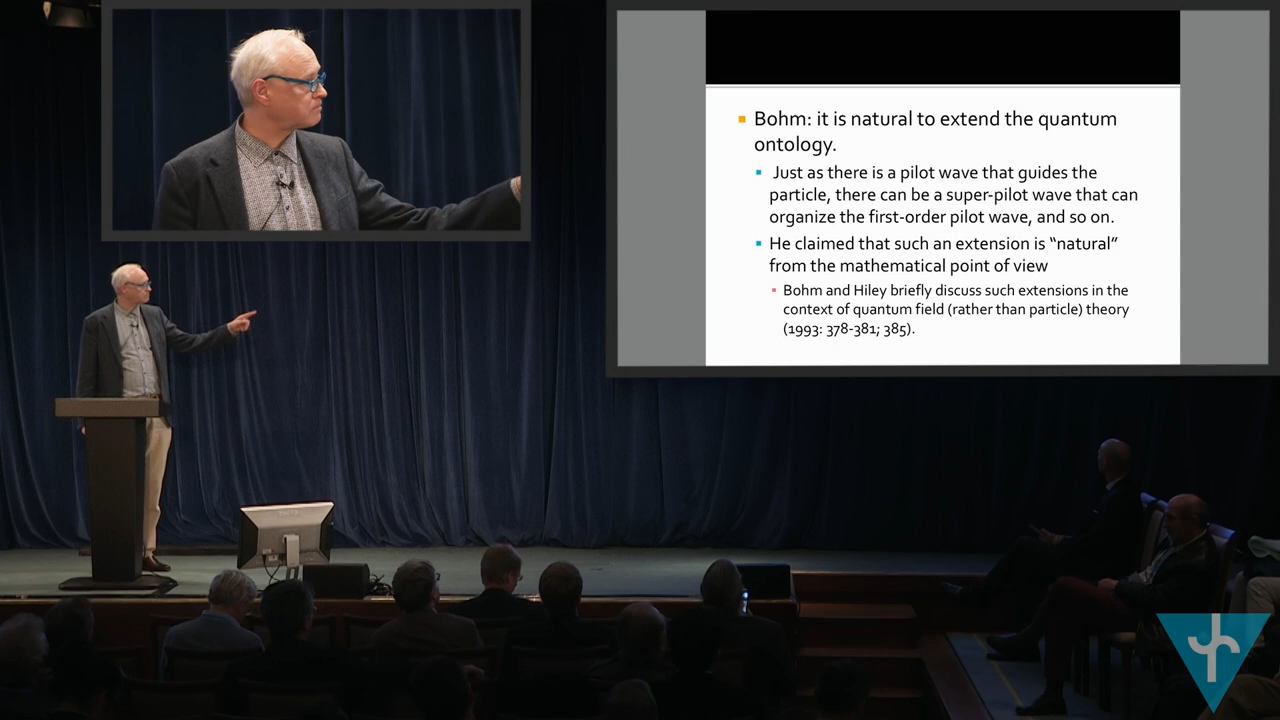 Bohm: it is natural to extend the quantum
ontology.
Just as there is a pilot wave that guides the
particle, there can be a super-pilot wave that can
organize the first-order pilot wave, and so on.
He claimed that such an extension is “natural”
from the mathematical point of view
Bohm and Hiley briefly discuss such extensions in the
context of quantum field (rather than particle) theory
(1993: 378-381; 385).